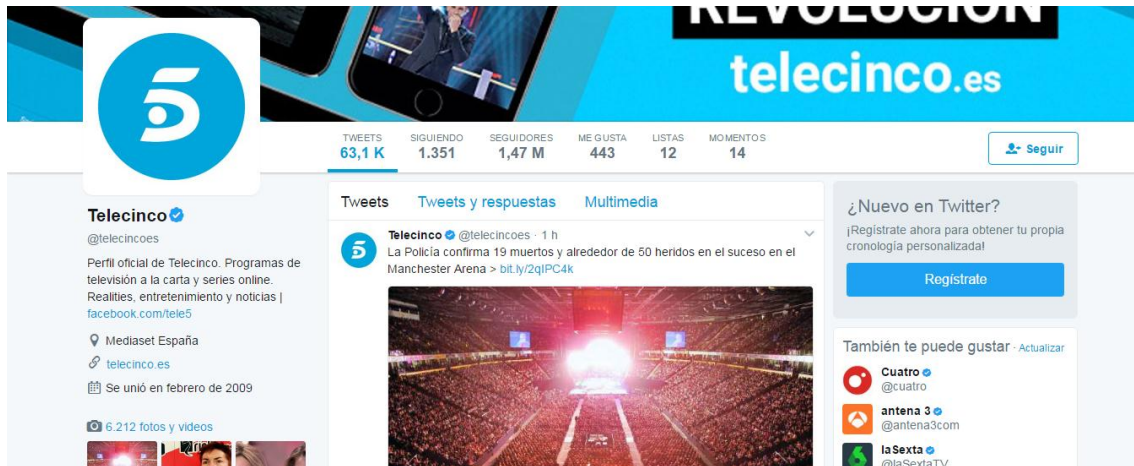 REVOLUCIÓN
telecinco.es
TWEETS
63,1 K
SIGUIENDO
1.351
SEGUIDORES
1,47 M
ME GUSTA
443
LISTAS
12
MOMENTOS
14
Seguir
Telecinco
@telecincoes
Perfil oficial de Telecinco. Programas de
televisión a la carta y series online.
Realities, entretenimiento y noticias |
facebook.com/tele5
Mediaset España
telecinco.es
Se unió en febrero de 2009
6.212 fotos y videos
Tweets Tweets y respuestas Multimedia
Telecinco @telecincoes · 1 h
La Policía confirma 19 muertos y alrededor de 50 heridos en el suceso en el
Manchester Arena > bit.ly/2qIPC4k
¿Nuevo en Twitter?
¡Regístrate ahora para obtener tu propia
cronología personalizada!
Regístrate
También te puede gustar · Actualizar
Cuatro
@cuatro
antena 3
@antena3com
laSexta
@laSextaTV